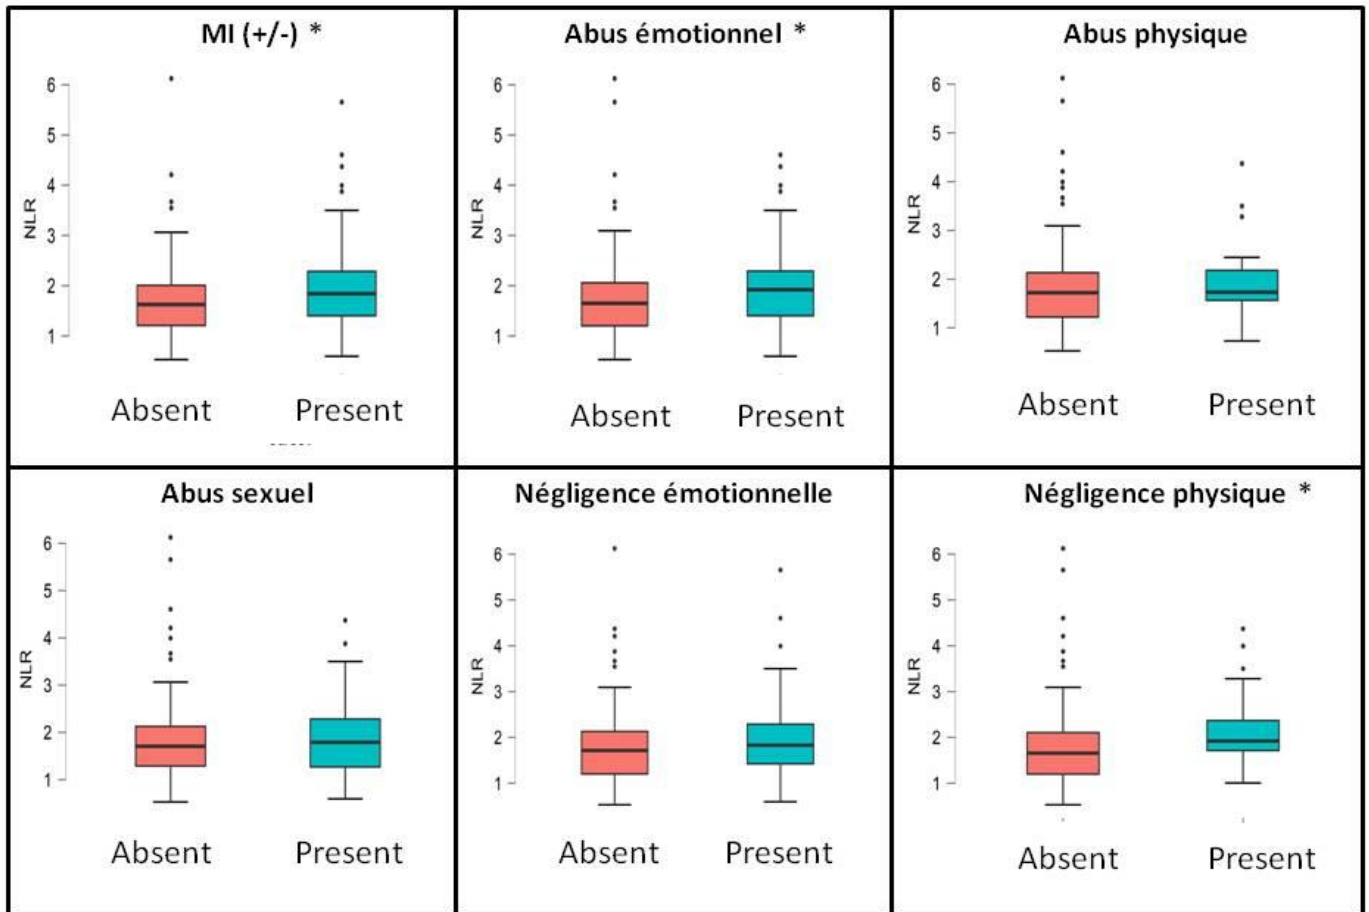 MI (+/-) *
6
5
4
3
2
1
NLR
Absent Present
Abus émotionnel *
6
5
4
3
2
1
NLR
Absent Present
Abus physique
6
5
4
3
2
1
NLR
Absent Present
Abus sexuel
6
5
4
3
2
1
NLR
Absent Present
Négligence émotionnelle
6
5
4
3
2
1
NLR
Absent Present
Négligence physique *
6
5
4
3
2
1
NLR
Absent Present